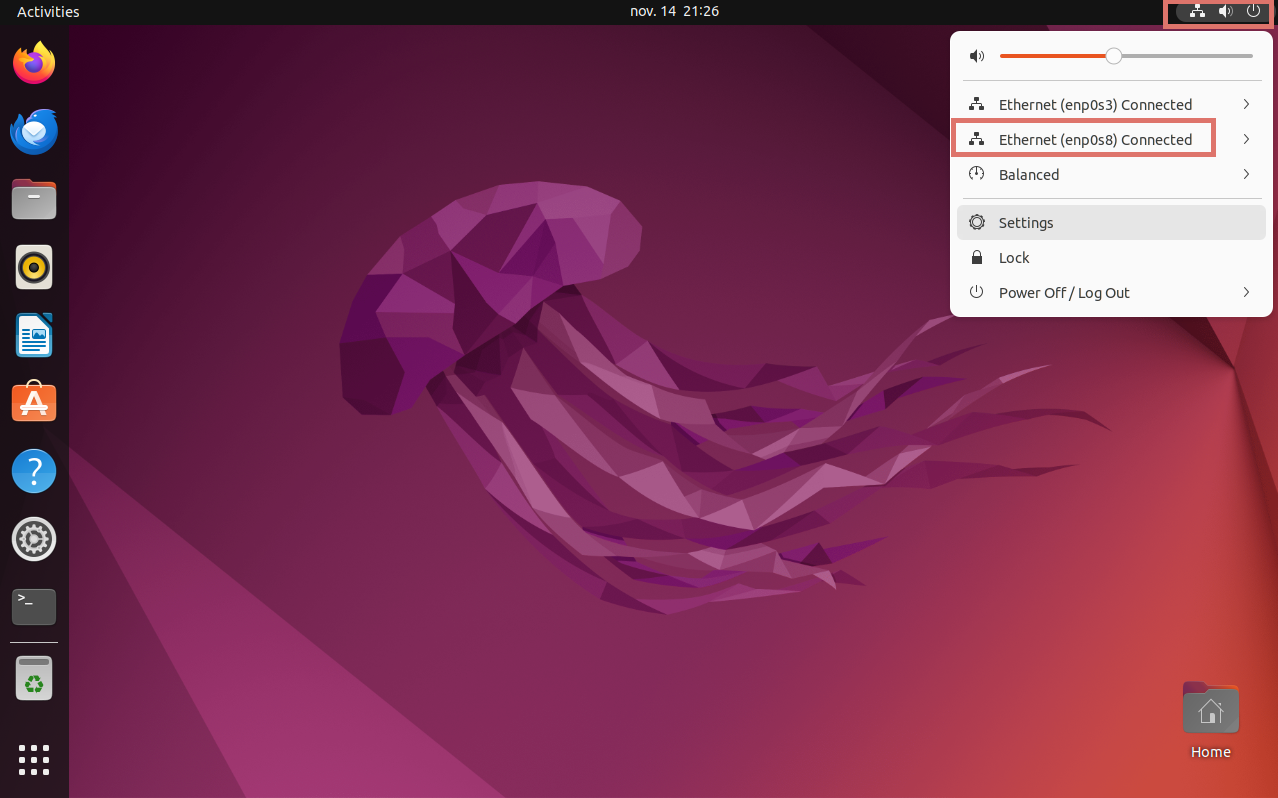 Activities
nov. 14 21:26
Ethernet (enp0s3) Connected
Ethernet (enp0s8) Connected
Balanced
Settings
Lock
Power Off / Log Out
>_
?
Home